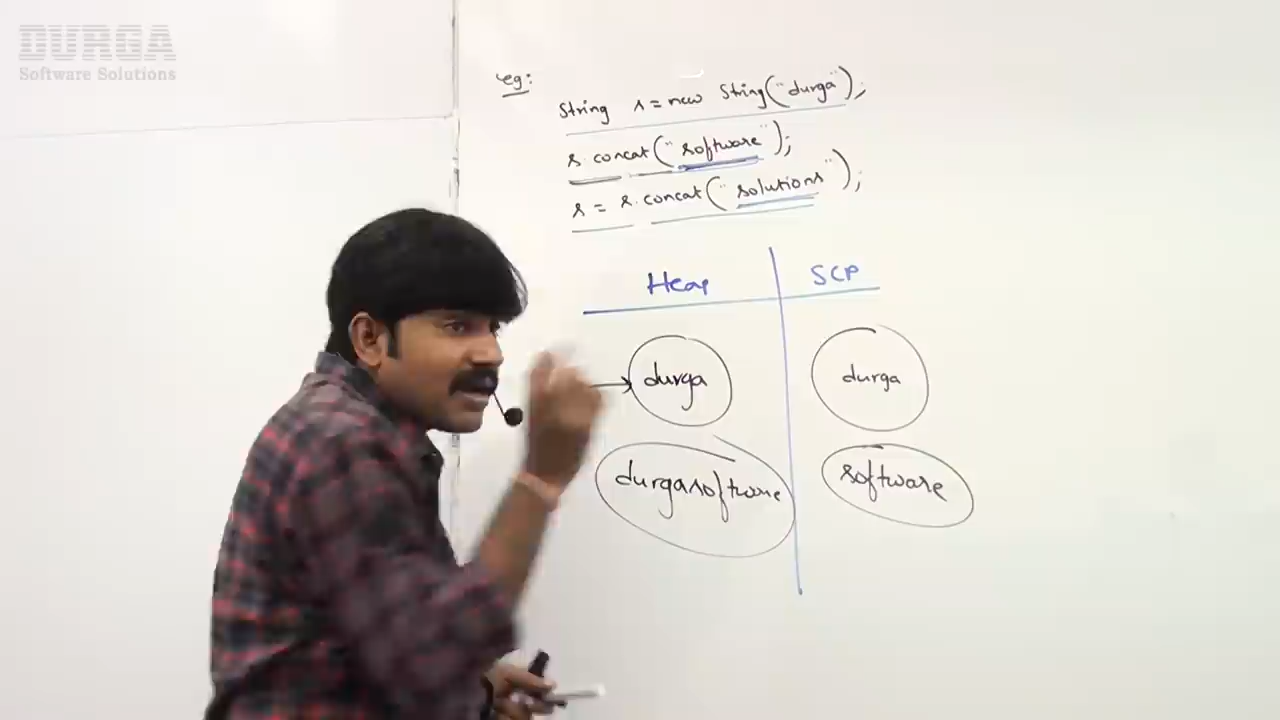 DURGA
Software Solutions
eg:
String s = new String("durga");
s.concat("software");
s = s.concat("solutions");
Heap SCP
durga durga
durgasoftware software